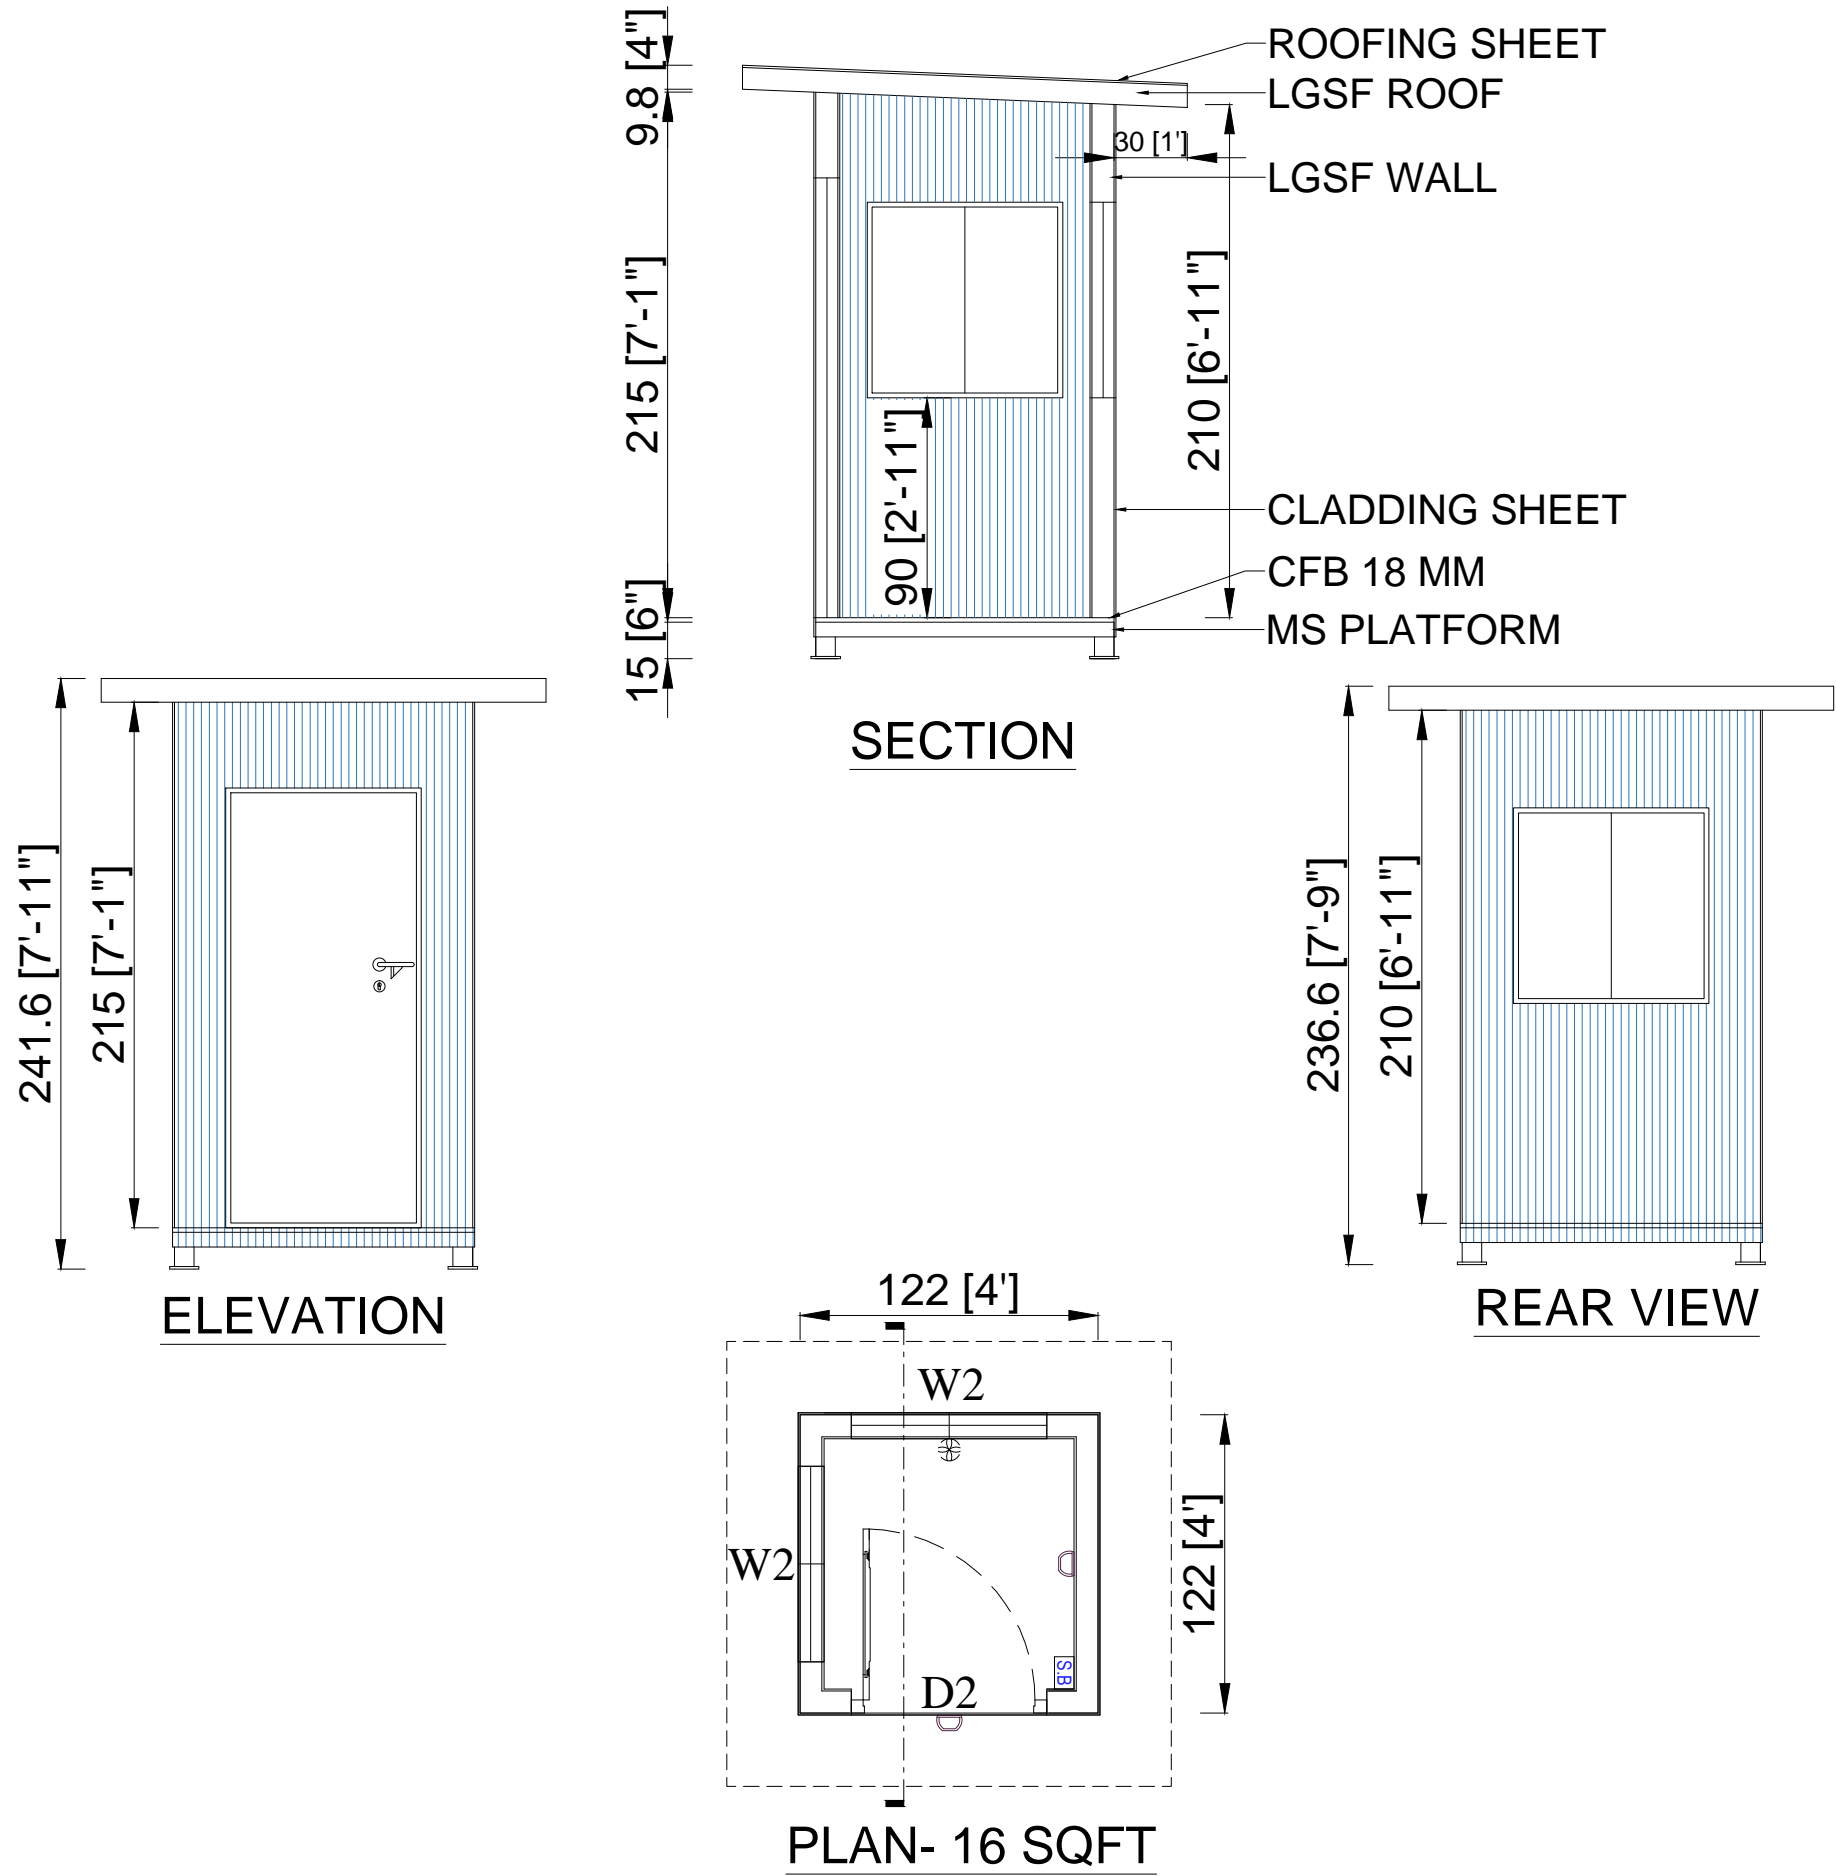 9.8 [4"]
215 [7'-1"]
15 [6"]
30 [1']
210 [6'-11"]
90 [2'-11"]
ROOFING SHEET
LGSF ROOF
LGSF WALL
CLADDING SHEET
CFB 18 MM
MS PLATFORM
SECTION
241.6 [7'-11"]
215 [7'-1"]
ELEVATION
236.6 [7'-9"]
210 [6'-11"]
REAR VIEW
122 [4']
W2
W2
122 [4']
S.B
D2
PLAN- 16 SQFT